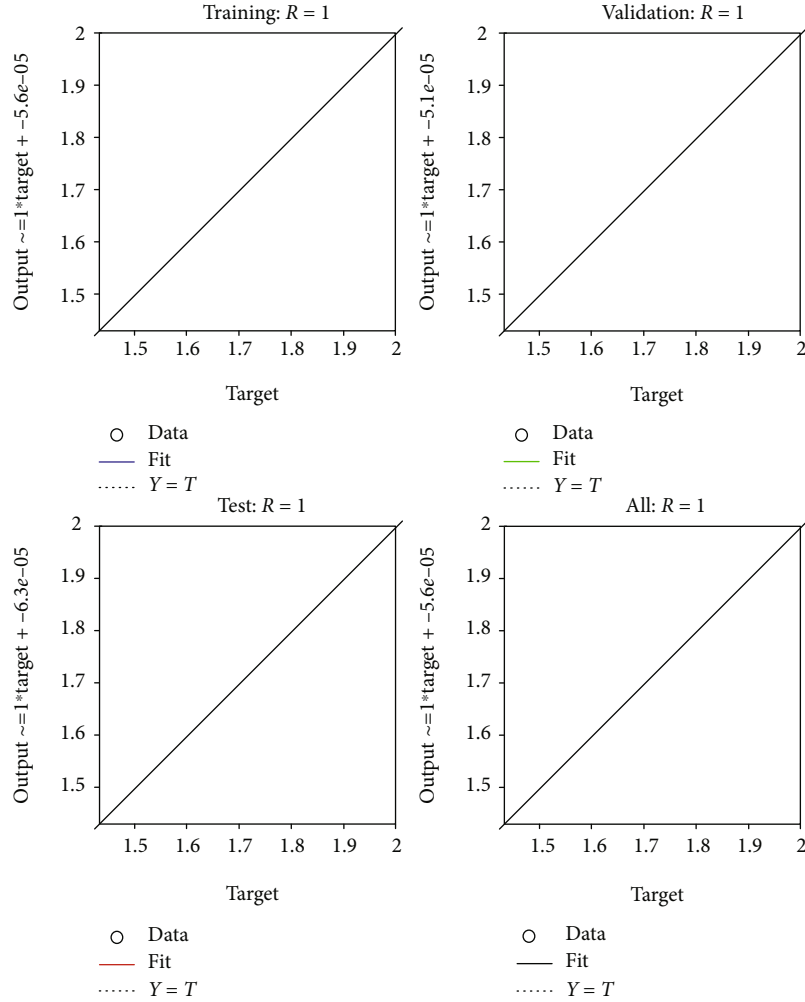 Training: R = 1
Output ~=1*target + −5.6e−05
2
1.9
1.8
1.7
1.6
1.5
1.5 1.6 1.7 1.8 1.9 2
Target
Data
Fit
Y = T
Validation: R = 1
Output ~=1*target + −5.1e−05
2
1.9
1.8
1.7
1.6
1.5
1.5 1.6 1.7 1.8 1.9 2
Target
Data
Fit
Y = T
Test: R = 1
Output ~=1*target + −6.3e−05
2
1.9
1.8
1.7
1.6
1.5
1.5 1.6 1.7 1.8 1.9 2
Target
Data
Fit
Y = T
All: R = 1
Output ~=1*target + −5.6e−05
2
1.9
1.8
1.7
1.6
1.5
1.5 1.6 1.7 1.8 1.9 2
Target
Data
Fit
Y = T